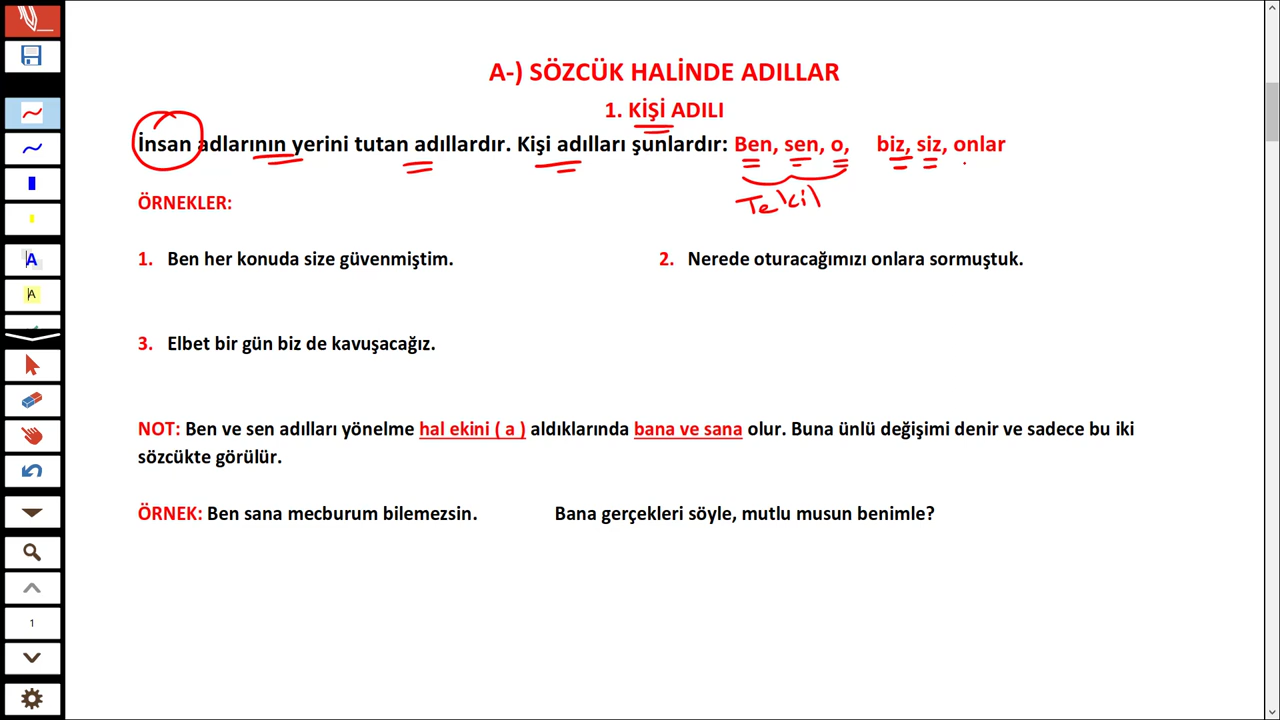 A-) SÖZCÜK HALİNDE ADILLAR
1. KİŞİ ADILI
İnsan adlarının yerini tutan adıllardır. Kişi adılları şunlardır: Ben, sen, o, biz, siz, onlar
Tekil
ÖRNEKLER:
1. Ben her konuda size güvenmiştim.
2. Nerede oturacağımızı onlara sormuştuk.
3. Elbet bir gün biz de kavuşacağız.
NOT: Ben ve sen adılları yönelme hal ekini ( a ) aldıklarında bana ve sana olur. Buna ünlü değişimi denir ve sadece bu iki
sözcükte görülür.
ÖRNEK: Ben sana mecburum bilemezsin. Bana gerçekleri söyle, mutlu musun benimle?
A
A
1